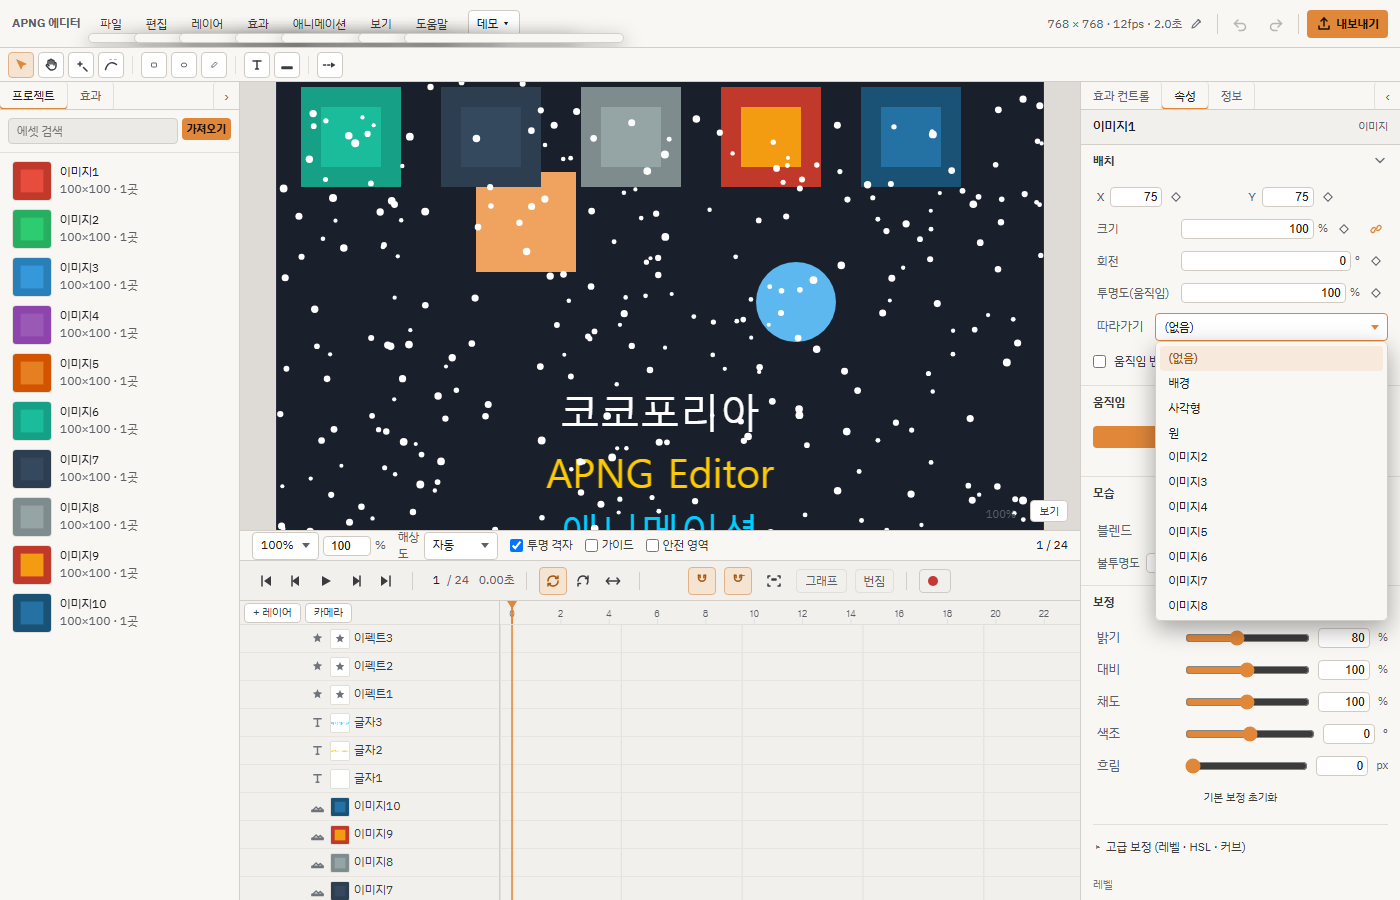 APNG 에디터
파일
편집
레이어
효과
애니메이션
보기
도움말
데모
768 × 768 · 12fps · 2.0초
내보내기
T
프로젝트
효과
에셋 검색
가져오기
이미지1
100×100 · 1곳
이미지2
100×100 · 1곳
이미지3
100×100 · 1곳
이미지4
100×100 · 1곳
이미지5
100×100 · 1곳
이미지6
100×100 · 1곳
이미지7
100×100 · 1곳
이미지8
100×100 · 1곳
이미지9
100×100 · 1곳
이미지10
100×100 · 1곳
코코포리아
APNG Editor
애니메이션
100%
보기
100%
100 %
해상도
자동
투명 격자
가이드
안전 영역
1 / 24
1 / 24
0.00초
그래프
번짐
+ 레이어
카메라
0 2 4 6 8 10 12 14 16 18 20 22
이펙트3
이펙트2
이펙트1
T 글자3
T 글자2
T 글자1
이미지10
이미지9
이미지8
이미지7
효과 컨트롤
속성
정보
이미지1
이미지
배치
X 75
Y 75
크기 100 %
회전 0 °
투명도(움직임) 100 %
따라가기 (없음)
(없음)
배경
사각형
원
이미지2
이미지3
이미지4
이미지5
이미지6
이미지7
이미지8
움직임
움직임
모습
블렌드
불투명도
보정
밝기 80 %
대비 100 %
채도 100 %
색조 0 °
흐림 0 px
기본 보정 초기화
고급 보정 (레벨 · HSL · 커브)
레벨